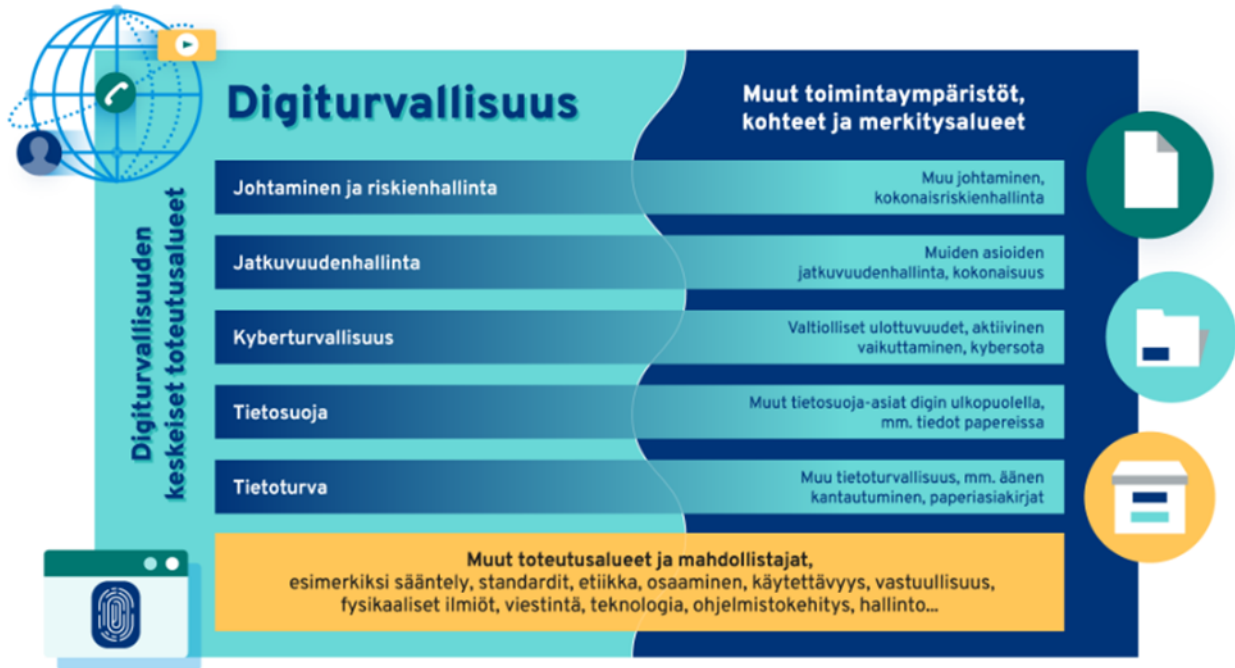 Digiturvallisuus
Muut toimintaympäristöt,
kohteet ja merkitysalueet
Digiturvallisuuden
keskeiset toteutusalueet
Johtaminen ja riskienhallinta
Muu johtaminen,
kokonaisriskienhallinta
Jatkuvuudenhallinta
Muiden asioiden
jatkuvuudenhallinta, kokonaisuus
Kyberturvallisuus
Valtiolliset ulottuvuudet, aktiivinen
vaikuttaminen, kybersota
Tietosuoja
Muut tietosuoja-asiat digin ulkopuolella,
mm. tiedot papereissa
Tietoturva
Muu tietoturvallisuus, mm. äänen
kantautuminen, paperiasiakirjat
Muut toteutusalueet ja mahdollistajat,
esimerkiksi sääntely, standardit, etiikka, osaaminen, käytettävyys, vastuullisuus,
fysikaaliset ilmiöt, viestintä, teknologia, ohjelmistokehitys, hallinto...